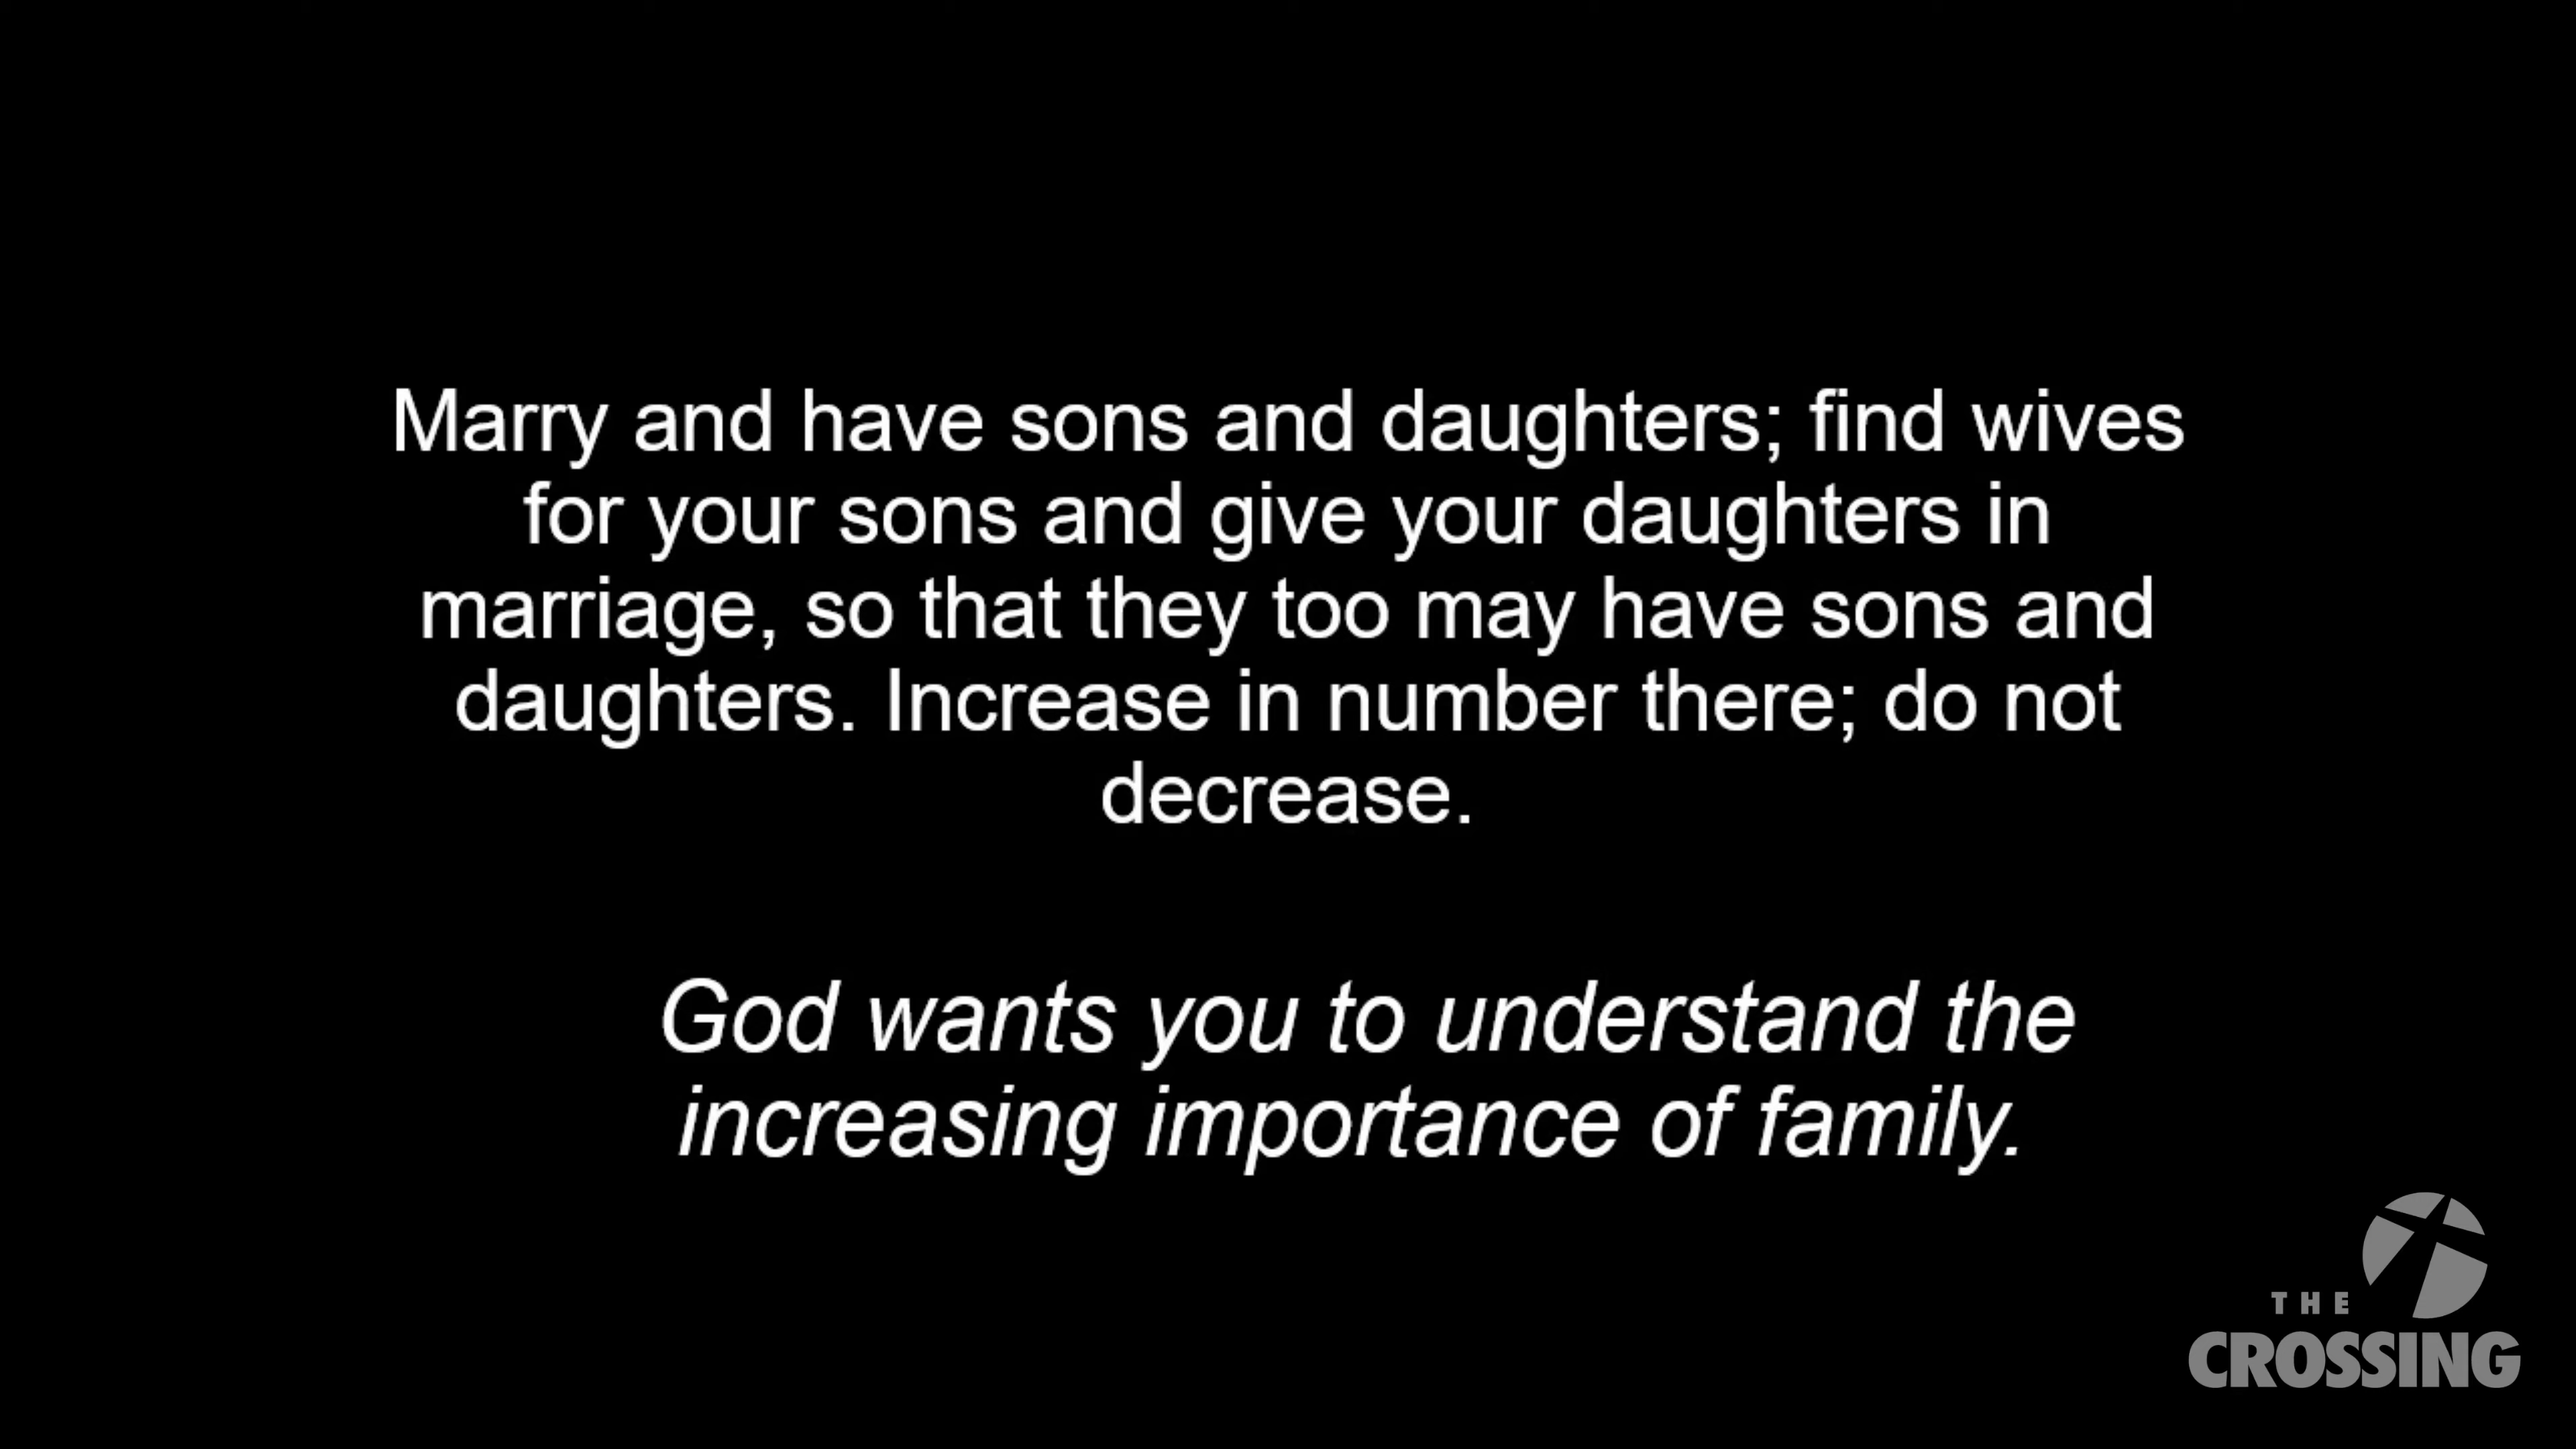 Marry and have sons and daughters; find wives
for your sons and give your daughters in
marriage, so that they too may have sons and
daughters. Increase in number there; do not
decrease.
God wants you to understand the
increasing importance of family.
THE
CROSSING